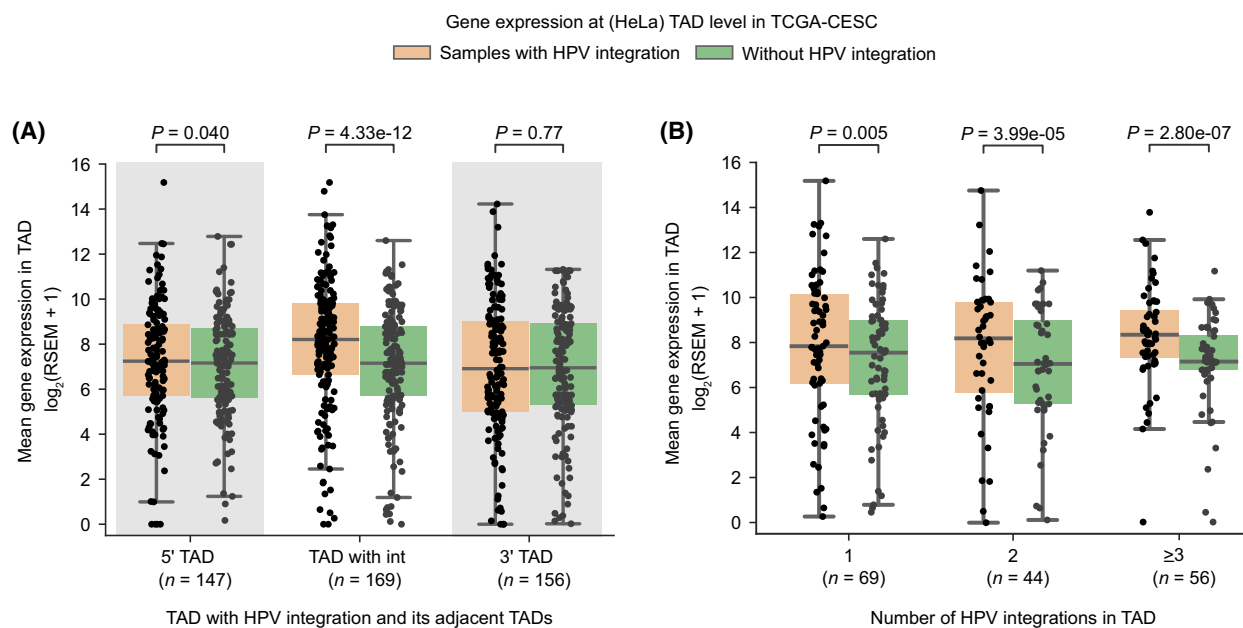 Gene expression at (HeLa) TAD level in TCGA-CESC
Samples with HPV integration
Without HPV integration
(A)
P = 0.040
P = 4.33e-12
P = 0.77
Mean gene expression in TAD
log₂(RSEM + 1)
16
14
12
10
8
6
4
2
0
5' TAD
(n = 147)
TAD with int
(n = 169)
3' TAD
(n = 156)
TAD with HPV integration and its adjacent TADs
(B)
P = 0.005
P = 3.99e-05
P = 2.80e-07
Mean gene expression in TAD
log₂(RSEM + 1)
16
14
12
10
8
6
4
2
0
1
(n = 69)
2
(n = 44)
≥3
(n = 56)
Number of HPV integrations in TAD